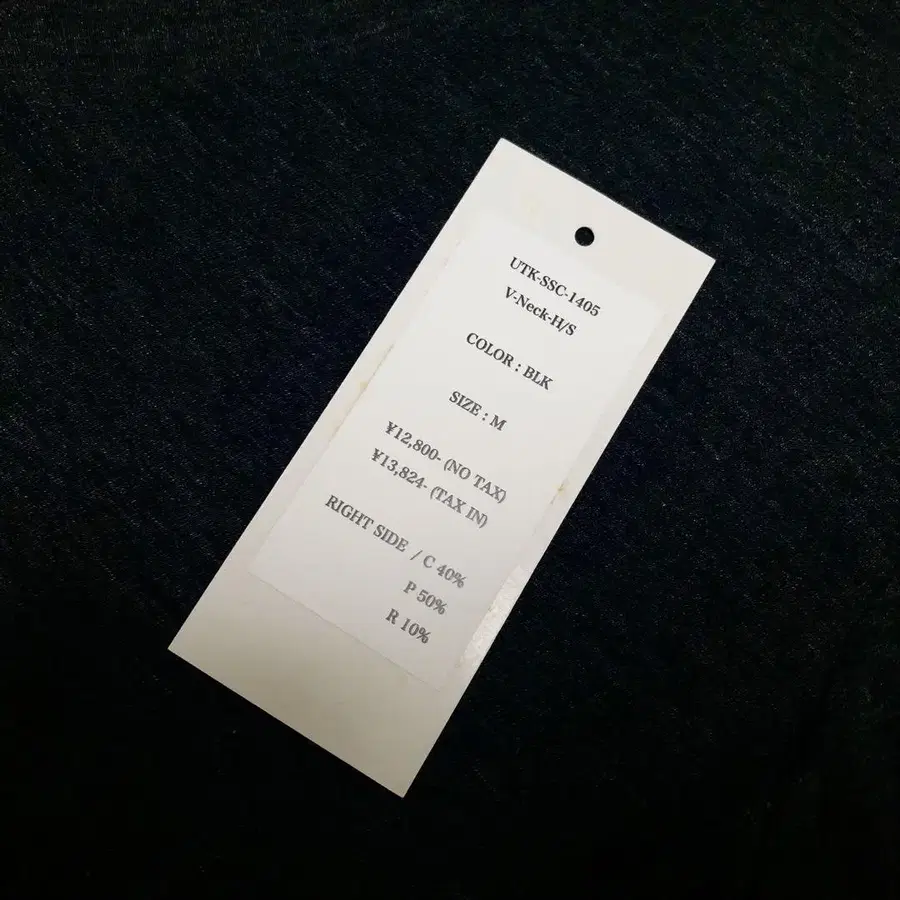 UTK-SSC-1405
V-Neck-H/S
COLOR : BLK
SIZE : M
¥12,800- (NO TAX)
¥13,824- (TAX IN)
RIGHT SIDE / C 40%
P 50%
R 10%